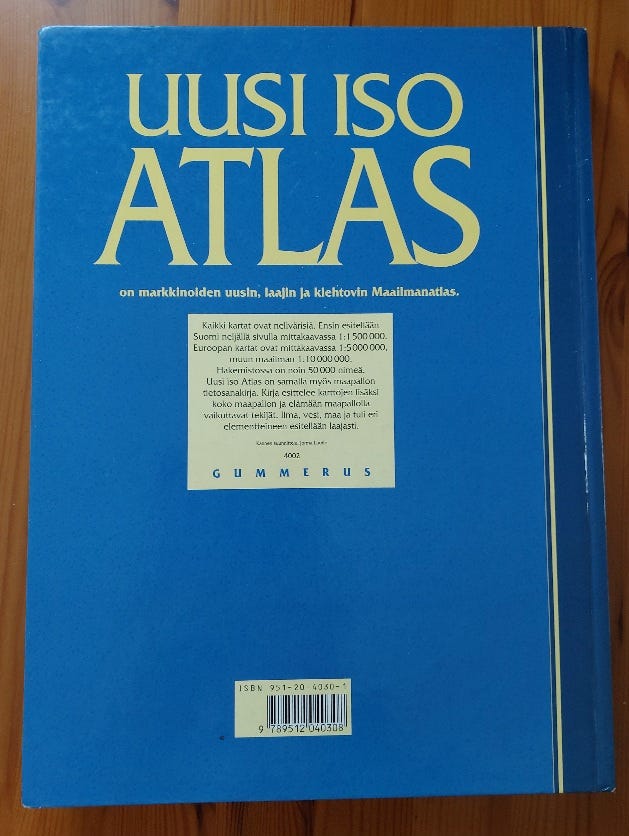 UUSI ISO
ATLAS
on markkinoiden uusin, laajin ja kiehtovin Maailmanatlas.
Kaikki kartat ovat nelivärisiä. Ensin esitellään
Suomi neljällä sivulla mittakaavassa 1:1 500 000.
Euroopan kartat ovat mittakaavassa 1:5 000 000,
muun maailman 1:10 000 000.
Hakemistossa on noin 50 000 nimeä.
Uusi iso Atlas on samalla myös maapallon
tietosanakirja. Kirja esittelee karttojen lisäksi
koko maapallon ja elämään maapallolla
vaikuttavat tekijät. Ilma, vesi, maa ja tuli eri
elementteineen esitellään laajasti.
Kannen suunnittelu, Jorma
4002
GUMMERUS
ISBN 951-20 4030-1
9 789512 040308